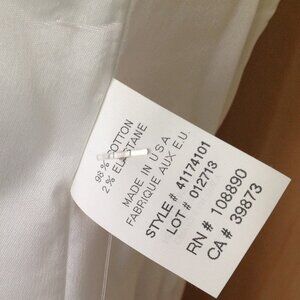 98% COTTON
2% ELASTANE
MADE IN USA
FABRIQUE AUX E.U.
STYLE # 41174101
LOT # 012713
RN # 108890
CA # 39873